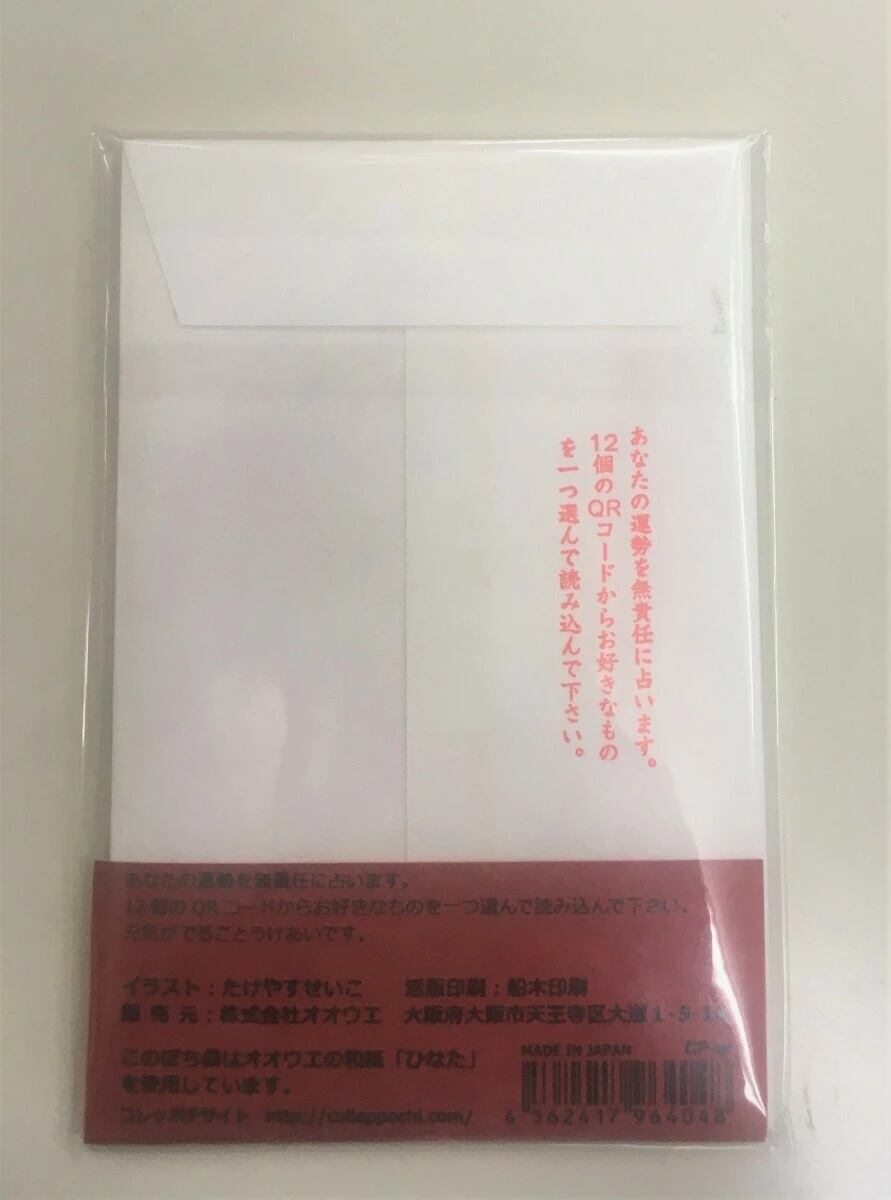 あなたの運勢を無責任に占います。
12個のQRコードからお好きなもの
を一つ選んで読み込んで下さい。
あなたの運勢を無責任に占います。
12個のQRコードからお好きなものを一つ選んで読み込んで下さい。
元気がでることうけあいです。
イラスト：たけやすせいこ 活版印刷：船木印刷
販売元：株式会社オオウエ 大阪府大阪市天王寺区大道
このぽち袋はオオウエの和紙「ひなた」
を使用しています。
MADE IN JAPAN
コレッポチサイト http://collappochi.com/
4 562417 964048